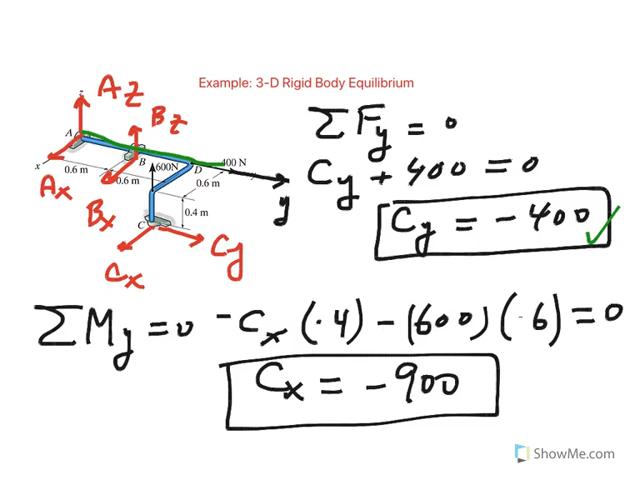 Example: 3-D Rigid Body Equilibrium
Az
z
Bz
A
x
Ax
0.6 m
B
0.6 m
Bx
600N
D
400 N
0.6 m
y
0.4 m
C
Cx
Cy
ΣFy = 0
Cy + 400 = 0
Cy = -400 ✓
ΣMy = 0 -Cx (.4) - (600)(.6) = 0
Cx = -900
ShowMe.com